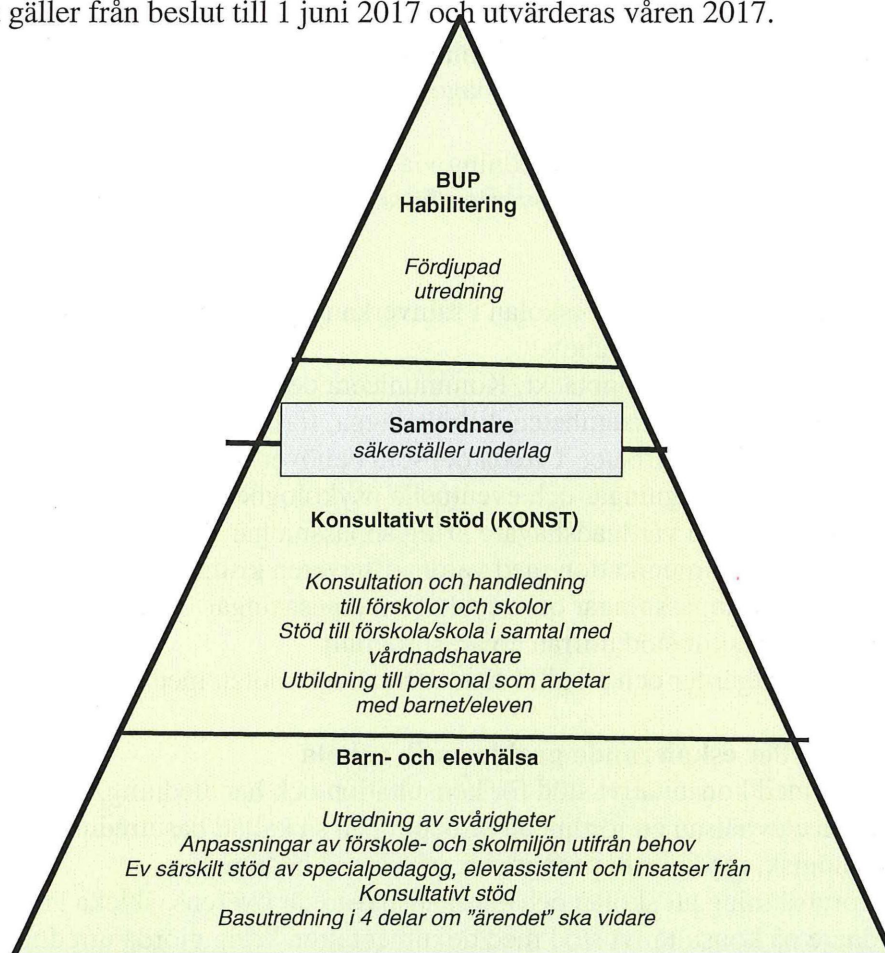 gäller från beslut till 1 juni 2017 och utvärderas våren 2017.
BUP
Habilitering
Fördjupad
utredning
Samordnare
säkerställer underlag
Konsultativt stöd (KONST)
Konsultation och handledning
till förskolor och skolor
Stöd till förskola/skola i samtal med
vårdnadshavare
Utbildning till personal som arbetar
med barnet/eleven
Barn- och elevhälsa
Utredning av svårigheter
Anpassningar av förskole- och skolmiljön utifrån behov
Ev särskilt stöd av specialpedagog, elevassistent och insatser från
Konsultativt stöd
Basutredning i 4 delar om "ärendet" ska vidare